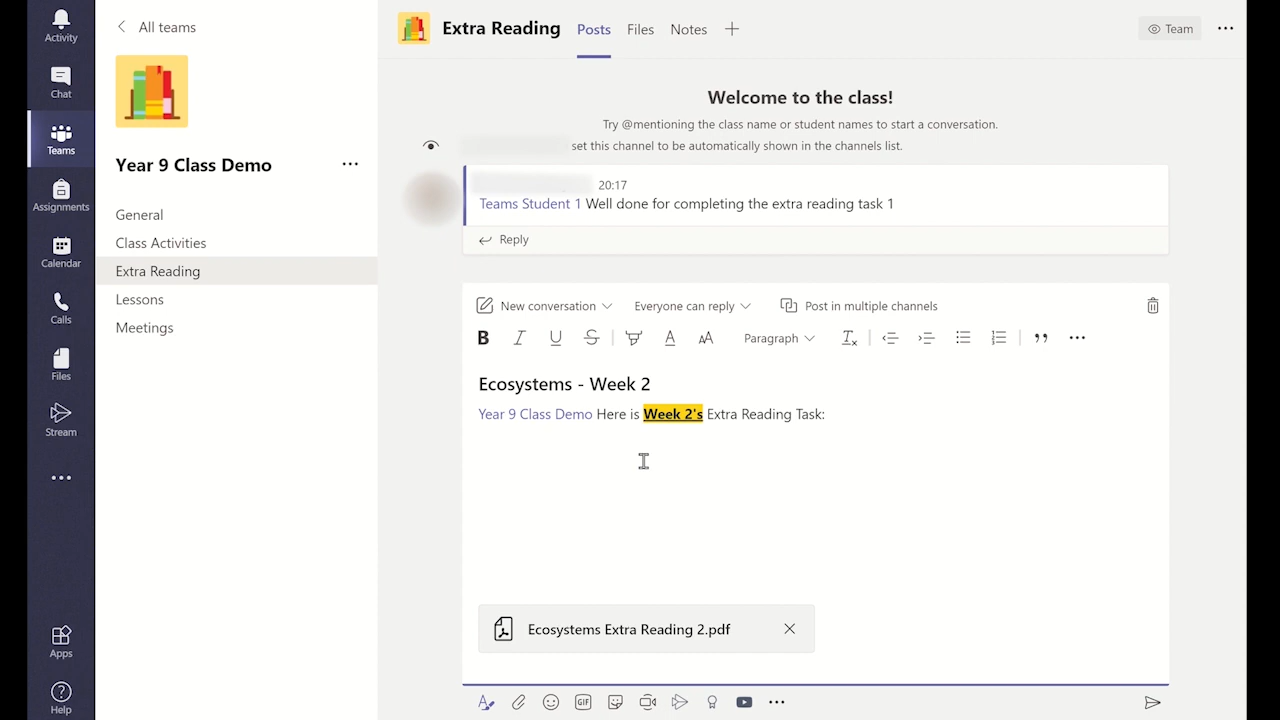 Activity
Chat
Teams
Assignments
Calendar
Calls
Files
Stream
Apps
Help
All teams
Year 9 Class Demo
General
Class Activities
Extra Reading
Lessons
Meetings
Extra Reading Posts Files Notes
Team
Welcome to the class!
Try @mentioning the class name or student names to start a conversation.
set this channel to be automatically shown in the channels list.
20:17
Teams Student 1 Well done for completing the extra reading task 1
Reply
New conversation Everyone can reply Post in multiple channels
B I U S A AA Paragraph Tx
Ecosystems - Week 2
Year 9 Class Demo Here is Week 2's Extra Reading Task:
Ecosystems Extra Reading 2.pdf
GIF